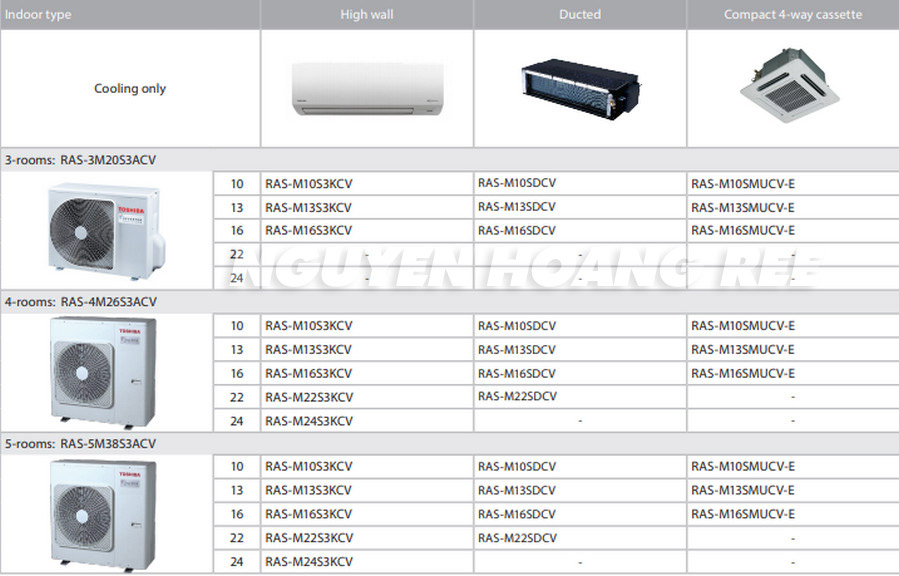 Indoor type High wall Ducted Compact 4-way cassette
Cooling only
3-rooms: RAS-3M20S3ACV
TOSHIBA
10 RAS-M10S3KCV RAS-M10SDCV RAS-M10SMUCV-E
13 RAS-M13S3KCV RAS-M13SDCV RAS-M13SMUCV-E
16 RAS-M16S3KCV RAS-M16SDCV RAS-M16SMUCV-E
22 - - -
24 - - -
NGUYEN HOANG REE
4-rooms: RAS-4M26S3ACV
TOSHIBA
10 RAS-M10S3KCV RAS-M10SDCV RAS-M10SMUCV-E
13 RAS-M13S3KCV RAS-M13SDCV RAS-M13SMUCV-E
16 RAS-M16S3KCV RAS-M16SDCV RAS-M16SMUCV-E
22 RAS-M22S3KCV RAS-M22SDCV -
24 RAS-M24S3KCV - -
5-rooms: RAS-5M38S3ACV
TOSHIBA
10 RAS-M10S3KCV RAS-M10SDCV RAS-M10SMUCV-E
13 RAS-M13S3KCV RAS-M13SDCV RAS-M13SMUCV-E
16 RAS-M16S3KCV RAS-M16SDCV RAS-M16SMUCV-E
22 RAS-M22S3KCV RAS-M22SDCV -
24 RAS-M24S3KCV - -